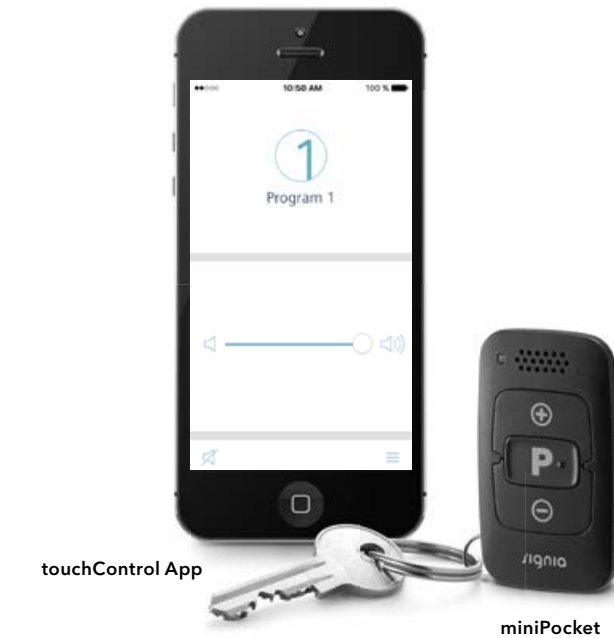 10:50 AM
100 %
1
Program 1
P
signia
touchControl App
miniPocket